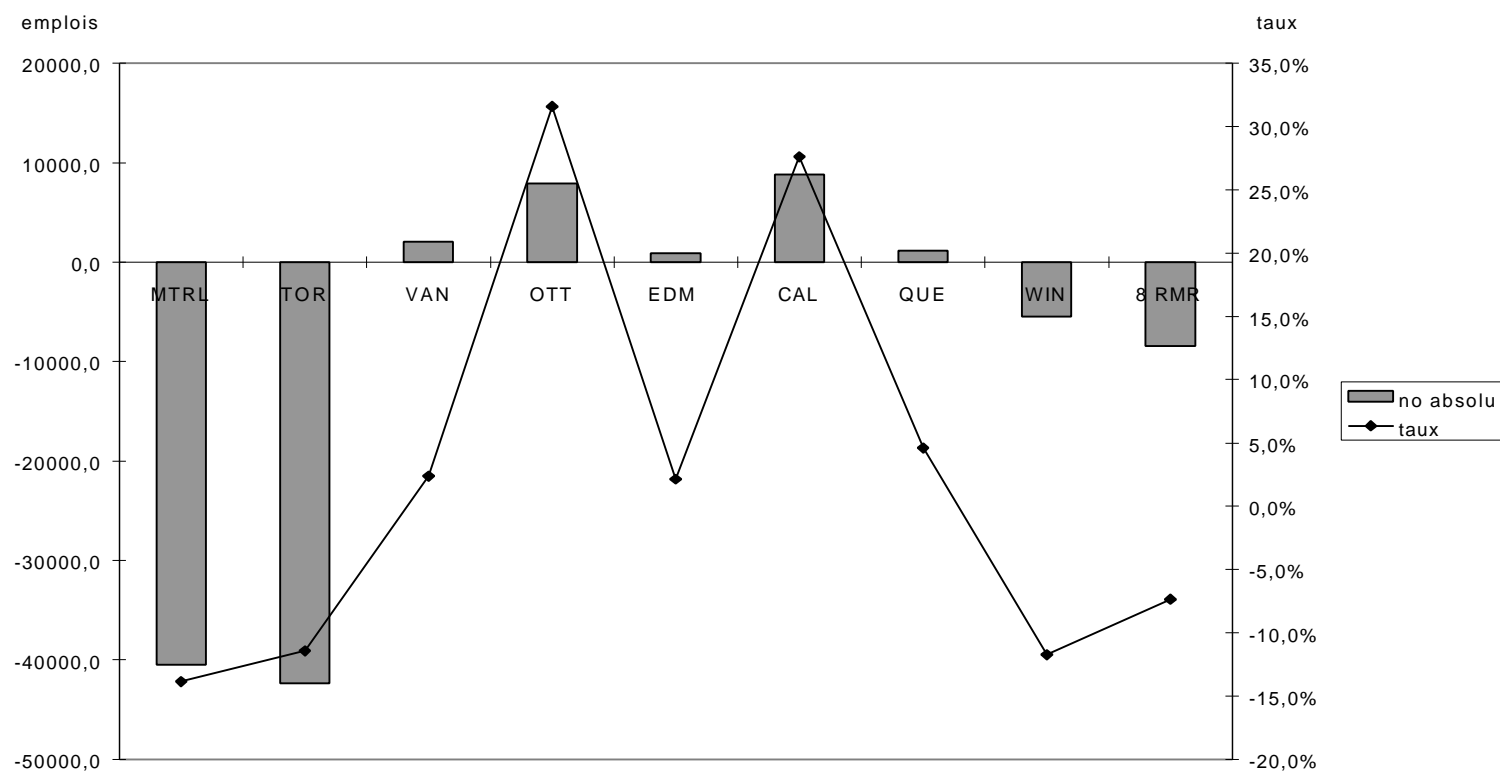 emplois
taux
20000,0
10000,0
0,0
-10000,0
-20000,0
-30000,0
-40000,0
-50000,0
MTRL
TOR
VAN
OTT
EDM
CAL
QUE
WIN
8 RMR
35,0%
30,0%
25,0%
20,0%
15,0%
10,0%
5,0%
0,0%
-5,0%
-10,0%
-15,0%
-20,0%
no absolu
taux